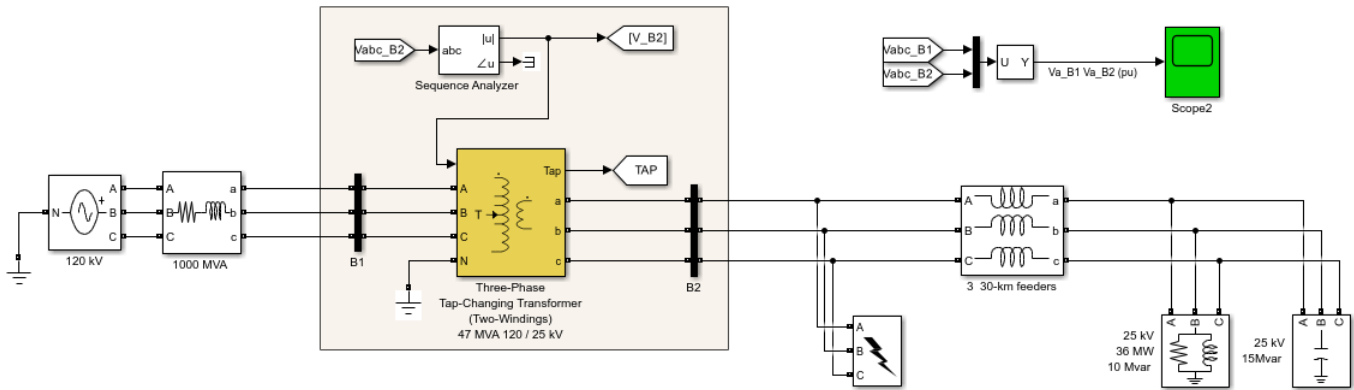 Vabc_B2
abc
|u|
∠u
[V_B2]
Sequence Analyzer
Vabc_B1
Vabc_B2
U Y
Va_B1 Va_B2 (pu)
Scope2
N
A
B
C
120 kV
A a
B b
C c
1000 MVA
B1
A
B
C
N
T
Tap
a
b
c
TAP
Three-Phase
Tap-Changing Transformer
(Two-Windings)
47 MVA 120 / 25 kV
B2
A
B
C
A a
B b
C c
3 30-km feeders
A B C
25 kV
36 MW
10 Mvar
A B C
25 kV
15Mvar